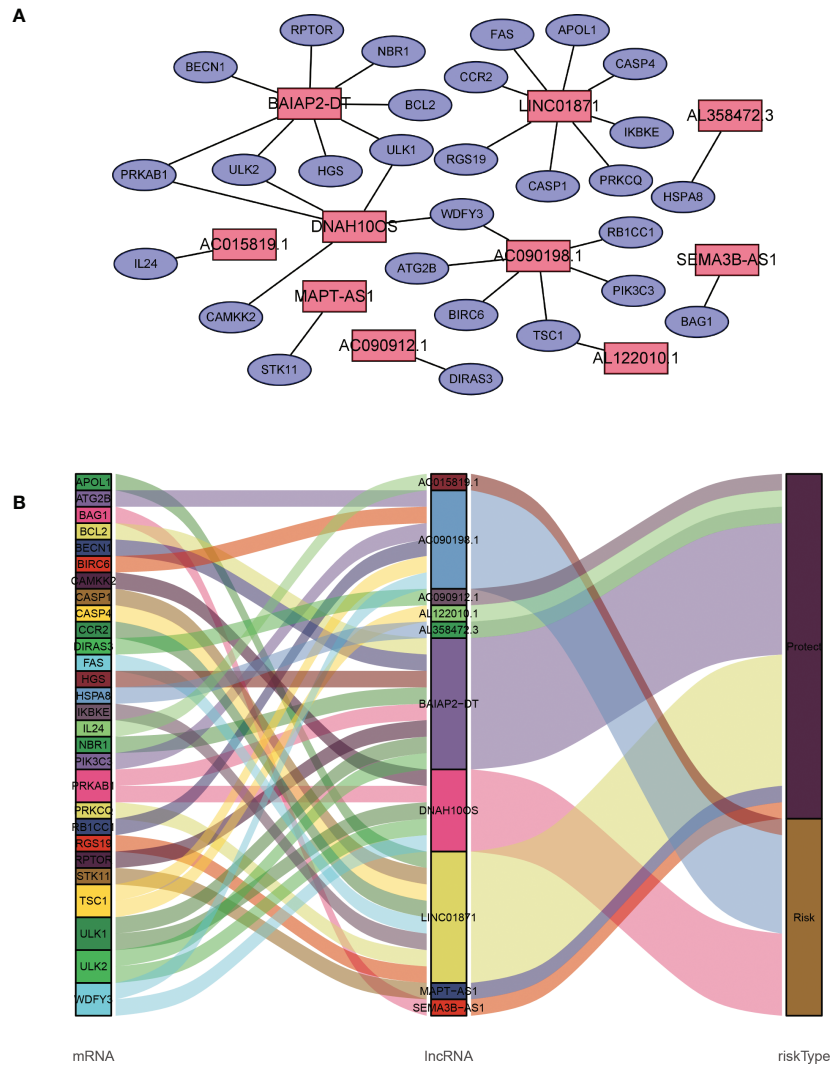 A
RPTOR
FAS
APOL1
BECN1
NBR1
CASP4
CCR2
BAIAP2-DT
BCL2
LINC01871
AL358472.3
IKBKE
ULK1
RGS19
PRKAB1
ULK2
HGS
CASP1
PRKCQ
HSPA8
DNAH10OS
WDFY3
RB1CC1
AC015819.1
AC090198.1
SEMA3B-AS1
IL24
ATG2B
PIK3C3
MAPT-AS1
CAMKK2
BIRC6
BAG1
TSC1
AC090912.1
AL122010.1
STK11
DIRAS3
B
APOL1
ATG2B
BAG1
BCL2
BECN1
BIRC6
CAMKK2
CASP1
CASP4
CCR2
DIRAS3
FAS
HGS
HSPA8
IKBKE
IL24
NBR1
PIK3C3
PRKAB1
PRKCQ
RB1CC1
RGS19
RPTOR
STK11
TSC1
ULK1
ULK2
WDFY3
AC015819.1
AC090198.1
AC090912.1
AL122010.1
AL358472.3
BAIAP2−DT
DNAH10OS
LINC01871
MAPT−AS1
SEMA3B−AS1
Protect
Risk
mRNA
lncRNA
riskType